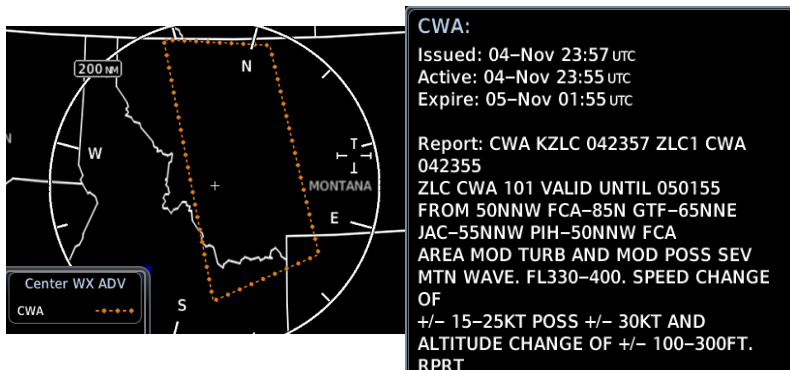 200 NM
N
W
T
T T
T
MONTANA
E
S
Center WX ADV
CWA
CWA:
Issued: 04-Nov 23:57 UTC
Active: 04-Nov 23:55 UTC
Expire: 05-Nov 01:55 UTC
Report: CWA KZLC 042357 ZLC1 CWA
042355
ZLC CWA 101 VALID UNTIL 050155
FROM 50NNW FCA-85N GTF-65NNE
JAC-55NNW PIH-50NNW FCA
AREA MOD TURB AND MOD POSS SEV
MTN WAVE. FL330-400. SPEED CHANGE
OF
+/- 15-25KT POSS +/- 30KT AND
ALTITUDE CHANGE OF +/- 100-300FT.
RPRT